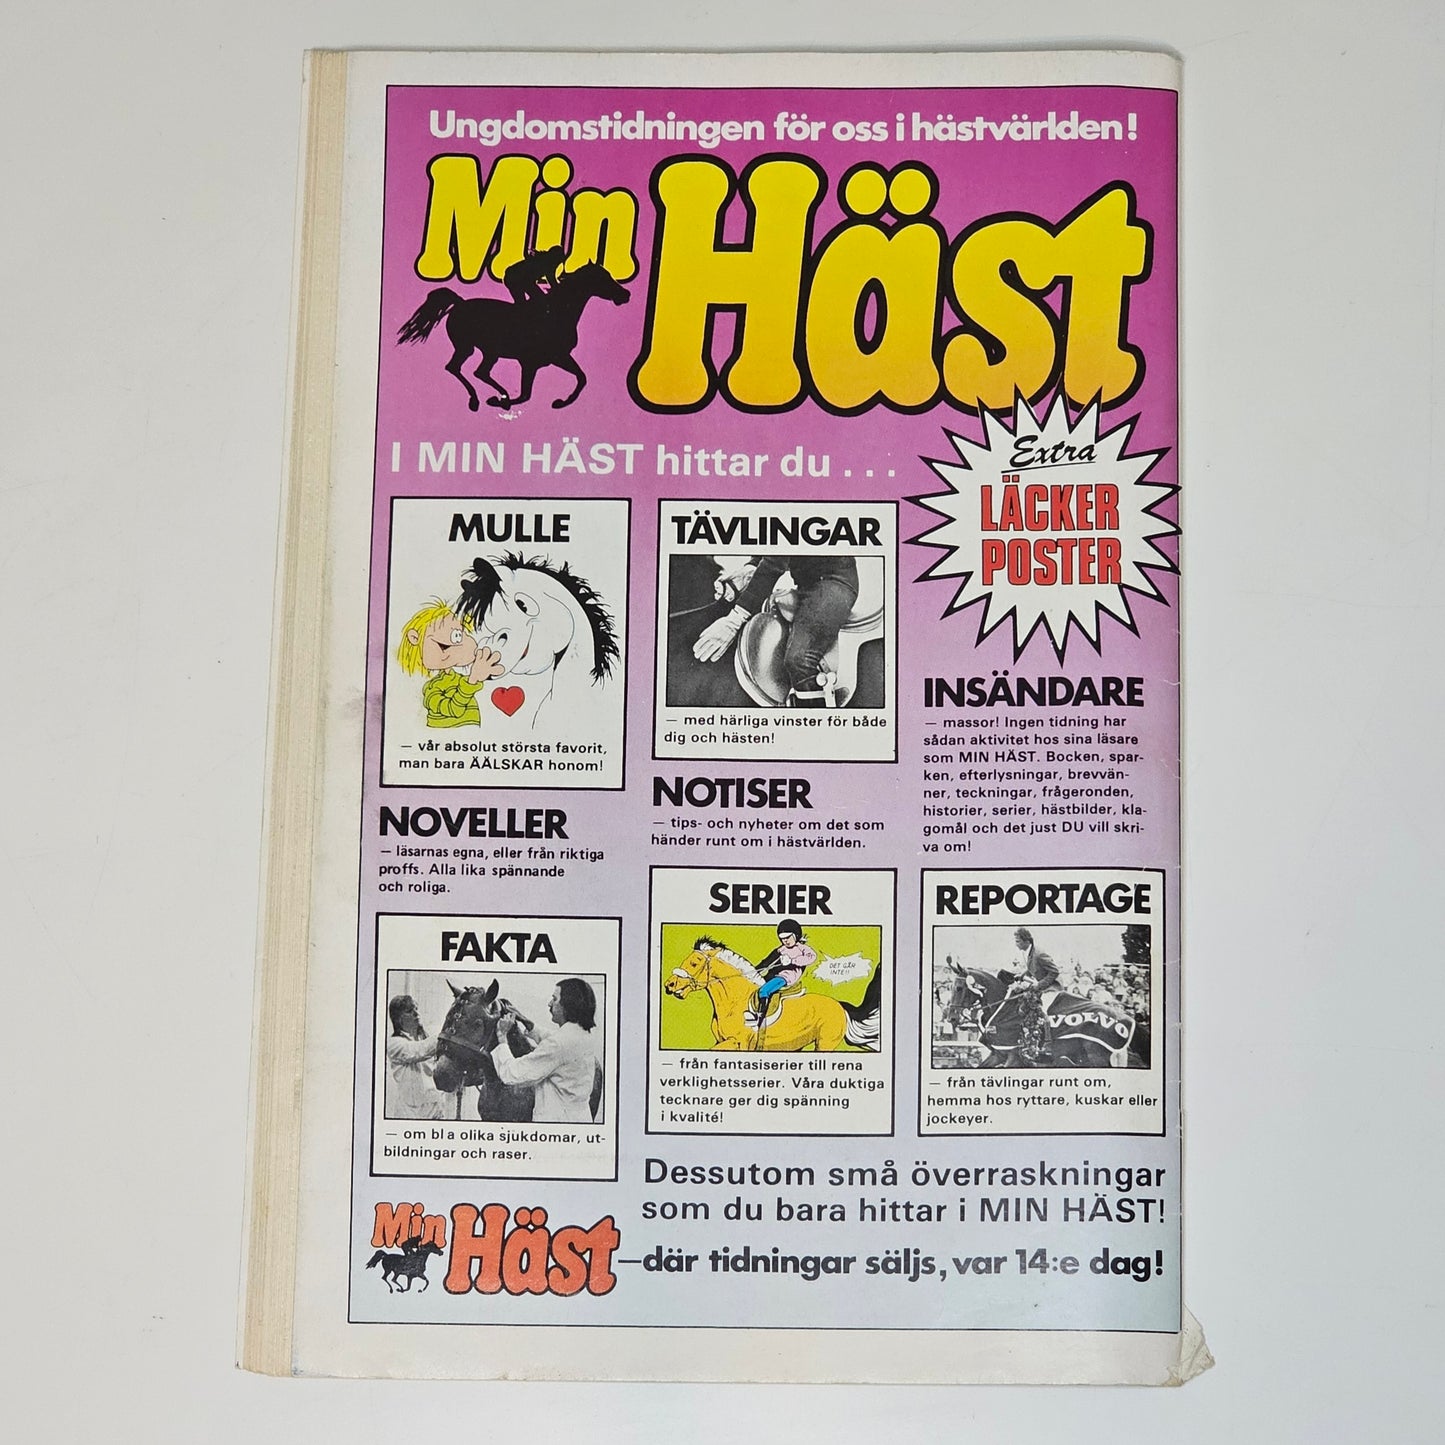 Ungdomstidningen för oss i hästvärlden!
Min Häst
I MIN HÄST hittar du . . .
Extra
LÄCKER
POSTER
MULLE
– vår absolut största favorit,
man bara ÄÄLSKAR honom!
NOVELLER
– läsarnas egna, eller från riktiga
proffs. Alla lika spännande
och roliga.
FAKTA
– om bla olika sjukdomar, ut-
bildningar och raser.
TÄVLINGAR
– med härliga vinster för både
dig och hästen!
NOTISER
– tips- och nyheter om det som
händer runt om i hästvärlden.
SERIER
DET GÅR
INTE!!
– från fantasiserier till rena
verklighetsserier. Våra duktiga
tecknare ger dig spänning
i kvalité!
INSÄNDARE
– massor! Ingen tidning har
sådan aktivitet hos sina läsare
som MIN HÄST. Bocken, spar-
ken, efterlysningar, brevvän-
ner, teckningar, frågeronden,
historier, serier, hästbilder, kla-
gomål och det just DU vill skri-
va om!
REPORTAGE
VOLVO
– från tävlingar runt om,
hemma hos ryttare, kuskar eller
jockeyer.
Dessutom små överraskningar
som du bara hittar i MIN HÄST!
Min Häst –där tidningar säljs, var 14:e dag!